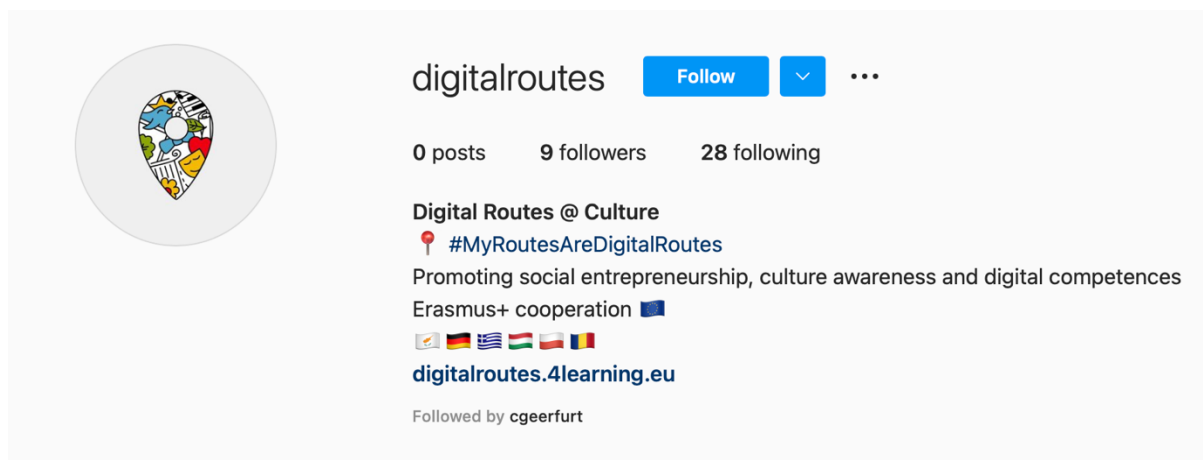 digitalroutes Follow
0 posts 9 followers 28 following
Digital Routes @ Culture
📍 #MyRoutesAreDigitalRoutes
Promoting social entrepreneurship, culture awareness and digital competences
Erasmus+ cooperation 🇪🇺
🇨🇾 🇩🇪 🇬🇷 🇭🇺 🇵🇱 🇷🇴
digitalroutes.4learning.eu
Followed by cgeerfurt